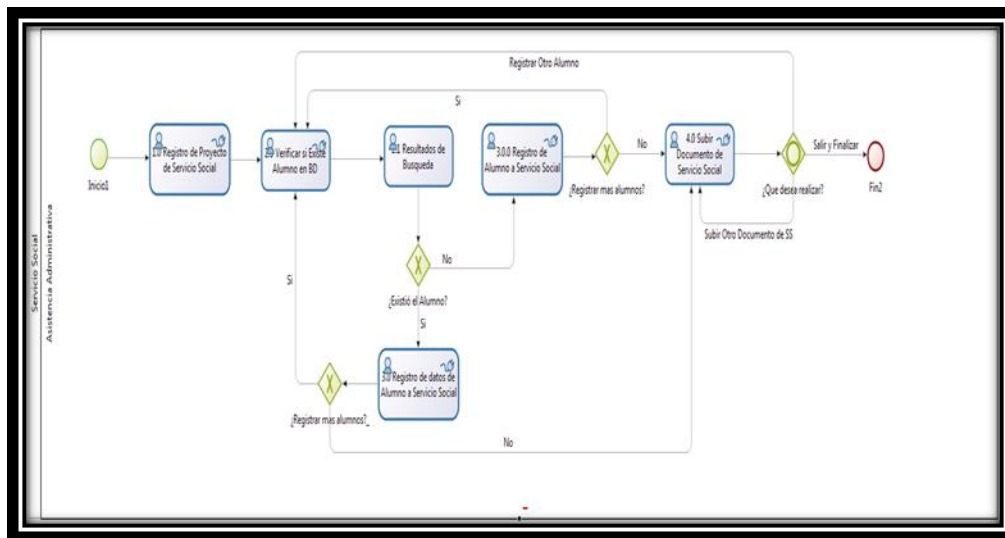 Servicio Social
Asistencia Administrativa
Registrar Otro Alumno
Si
Inicio1
1.0 Registro de Proyecto
de Servicio Social
Verificar si Existe
Alumno en BD
.1 Resultados de
Busqueda
3.0.0 Registro de
Alumno a Servicio Social
¿Registrar mas alumnos?
No
4.0 Subir
Documento de
Servicio Social
¿Que desea realizar?
Salir y Finalizar
Fin2
Subir Otro Documento de SS
No
¿Existió el Alumno?
Si
Si
3.0 Registro de datos de
Alumno a Servicio Social
¿Registrar mas alumnos?_
No